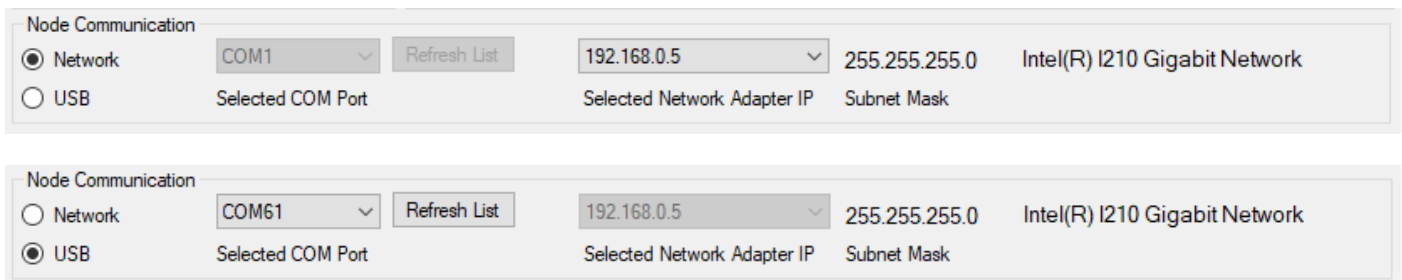 Node Communication
Network COM1 Refresh List 192.168.0.5 255.255.255.0 Intel(R) I210 Gigabit Network
USB Selected COM Port Selected Network Adapter IP Subnet Mask
Node Communication
Network COM61 Refresh List 192.168.0.5 255.255.255.0 Intel(R) I210 Gigabit Network
USB Selected COM Port Selected Network Adapter IP Subnet Mask